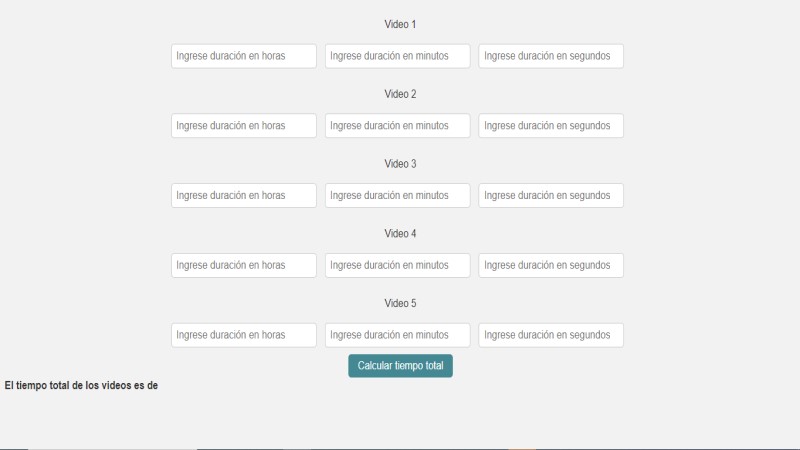 Video 1
Ingrese duración en horas Ingrese duración en minutos Ingrese duración en segundos
Video 2
Ingrese duración en horas Ingrese duración en minutos Ingrese duración en segundos
Video 3
Ingrese duración en horas Ingrese duración en minutos Ingrese duración en segundos
Video 4
Ingrese duración en horas Ingrese duración en minutos Ingrese duración en segundos
Video 5
Ingrese duración en horas Ingrese duración en minutos Ingrese duración en segundos
Calcular tiempo total
El tiempo total de los videos es de